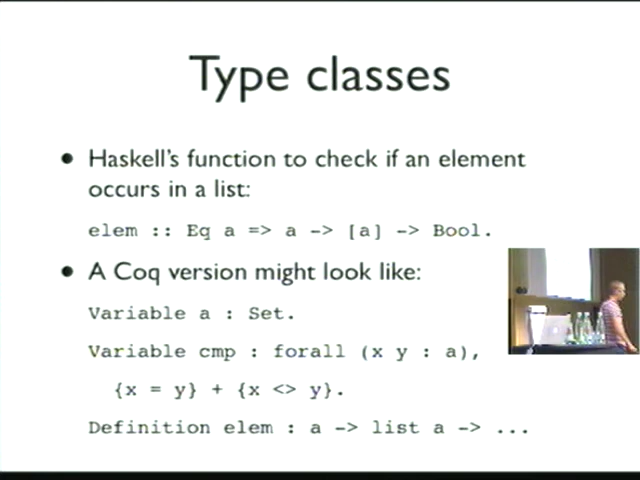 Type classes
• Haskell's function to check if an element
occurs in a list:
elem :: Eq a => a -> [a] -> Bool.
• A Coq version might look like:
Variable a : Set.
Variable cmp : forall (x y : a),
{x = y} + {x <> y}.
Definition elem : a -> list a -> ...